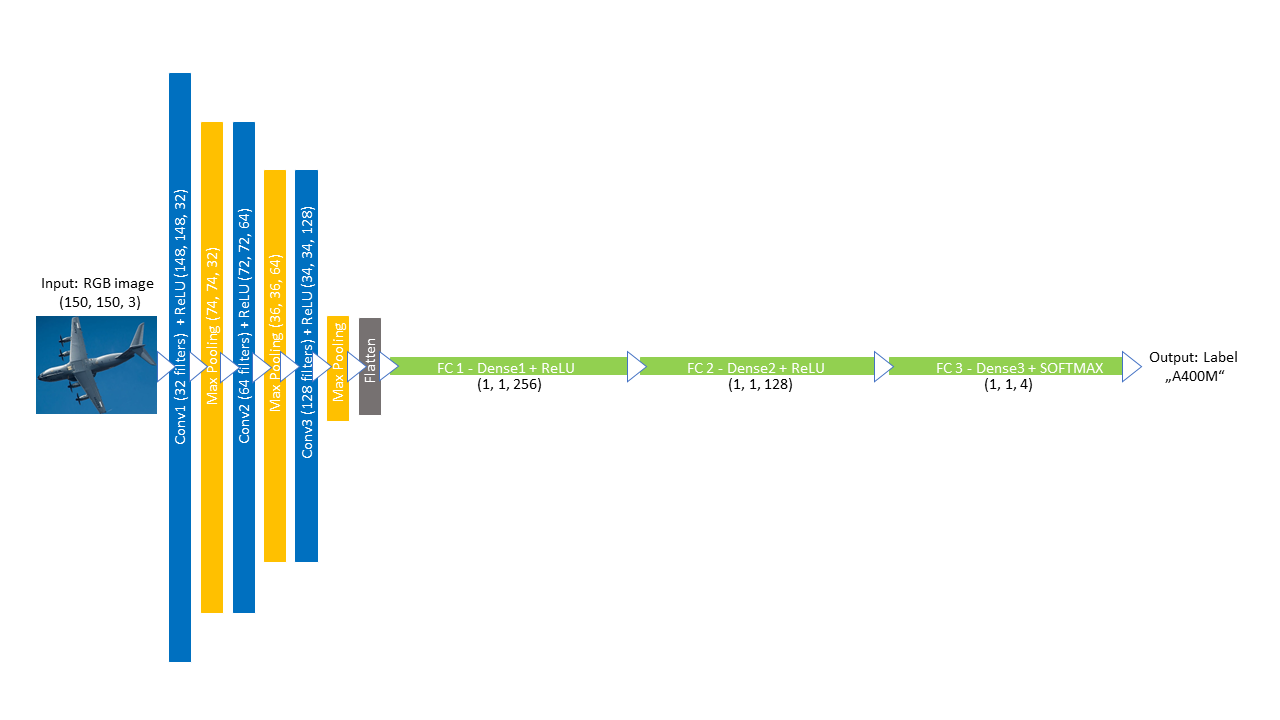 Input: RGB image
(150, 150, 3)
Conv1 (32 filters) + ReLU (148, 148, 32)
Max Pooling (74, 74, 32)
Conv2 (64 filters) + ReLU (72, 72, 64)
Max Pooling (36, 36, 64)
Conv3 (128 filters) + ReLU (34, 34, 128)
Max Pooling
Flatten
FC 1 - Dense1 + ReLU
(1, 1, 256)
FC 2 - Dense2 + ReLU
(1, 1, 128)
FC 3 - Dense3 + SOFTMAX
(1, 1, 4)
Output: Label
„A400M“